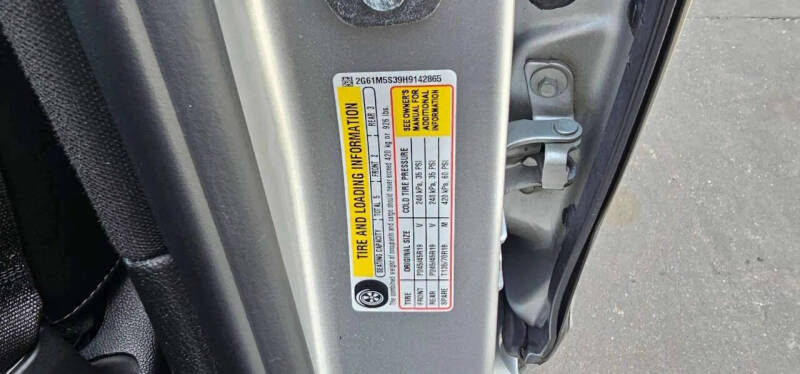 2G61M5S39H9142865
TIRE AND LOADING INFORMATION
SEATING CAPACITY TOTAL 5 FRONT 2 REAR 3
The combined weight of occupants and cargo should never exceed 420 kg or 926 lbs.
TIRE ORIGINAL SIZE COLD TIRE PRESSURE
FRONT P245/45R19 V 240 kPa, 35 PSI
REAR P245/45R19 V 240 kPa, 35 PSI
SPARE T125/70R18 M 420 kPa, 60 PSI
SEE OWNER'S
MANUAL FOR
ADDITIONAL
INFORMATION